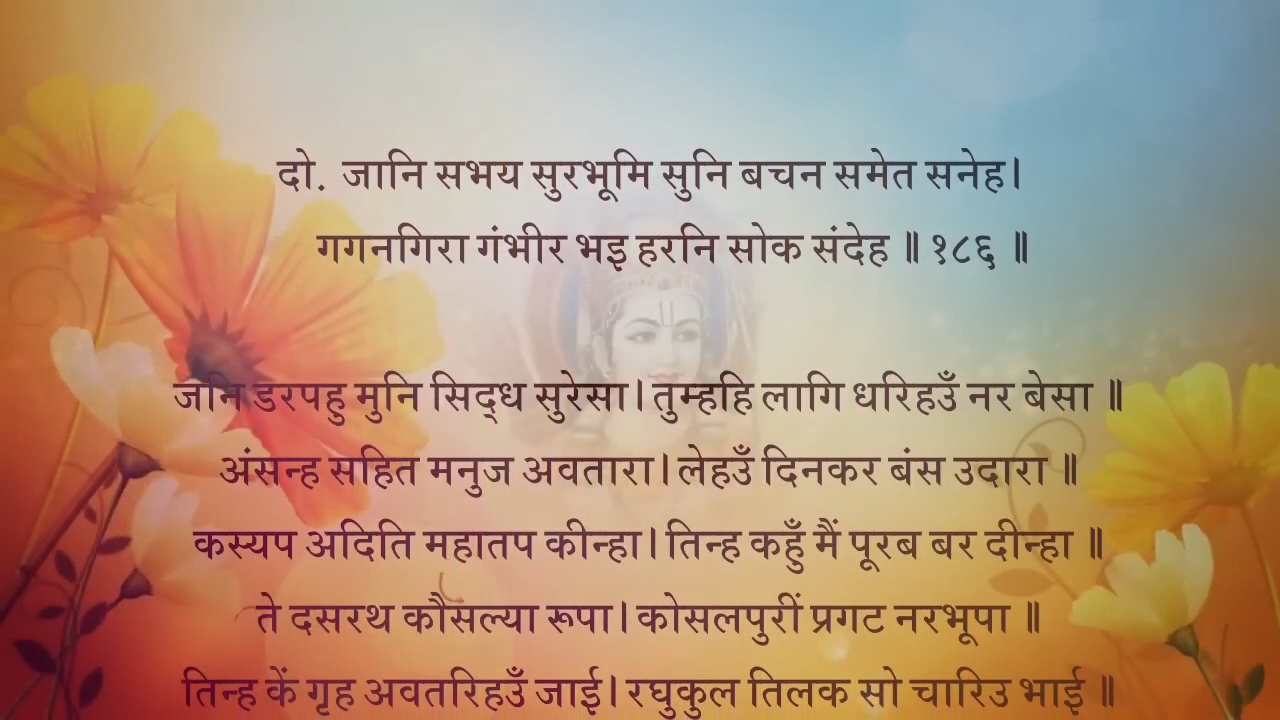 दो. जानि सभय सुरभूमि सुनि बचन समेत सनेह।
गगनगिरा गंभीर भइ हरनि सोक संदेह ॥ १८६ ॥
जनि डरपहु मुनि सिद्ध सुरेसा। तुम्हहि लागि धरिहउँ नर बेसा ॥
अंसन्ह सहित मनुज अवतारा। लेहउँ दिनकर बंस उदारा ॥
कस्यप अदिति महातप कीन्हा। तिन्ह कहुँ मैं पूरब बर दीन्हा ॥
ते दसरथ कौसल्या रूपा। कोसलपुरीं प्रगट नरभूपा ॥
तिन्ह कें गृह अवतरिहउँ जाई। रघुकुल तिलक सो चारिउ भाई ॥